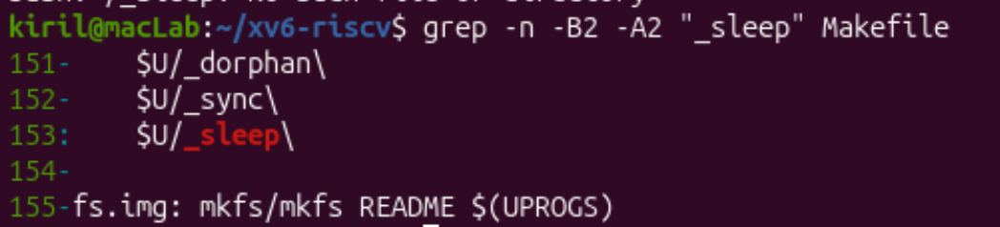 kiril@macLab:~/xv6-riscv$ grep -n -B2 -A2 "_sleep" Makefile
151-    $U/_dorphan\
152-    $U/_sync\
153:    $U/_sleep\
154-
155-fs.img: mkfs/mkfs README $(UPROGS)